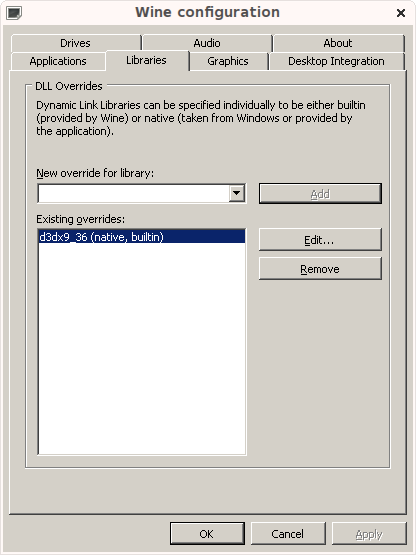 Wine configuration
Drives Audio About
Applications Libraries Graphics Desktop Integration
DLL Overrides
Dynamic Link Libraries can be specified individually to be either builtin
(provided by Wine) or native (taken from Windows or provided by
the application).
New override for library:
Add
Existing overrides:
d3dx9_36 (native, builtin)
Edit...
Remove
OK Cancel Apply